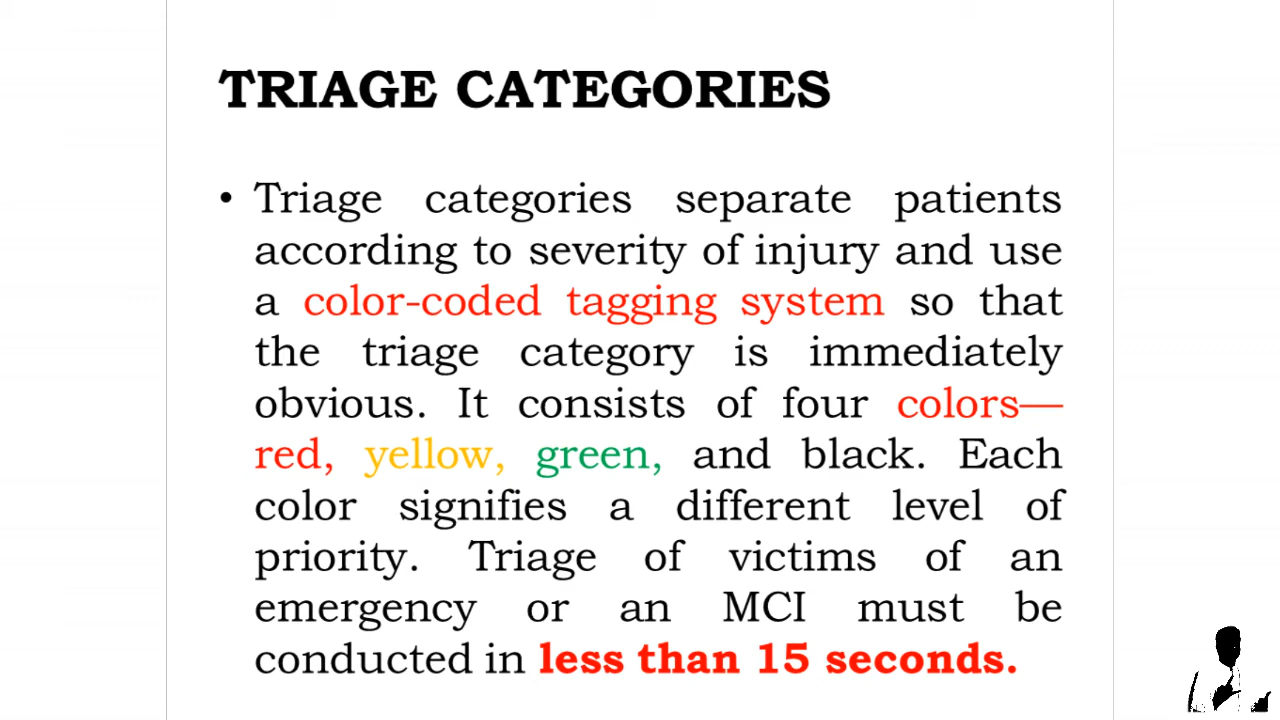 TRIAGE CATEGORIES
• Triage categories separate patients
according to severity of injury and use
a color-coded tagging system so that
the triage category is immediately
obvious. It consists of four colors—
red, yellow, green, and black. Each
color signifies a different level of
priority. Triage of victims of an
emergency or an MCI must be
conducted in less than 15 seconds.